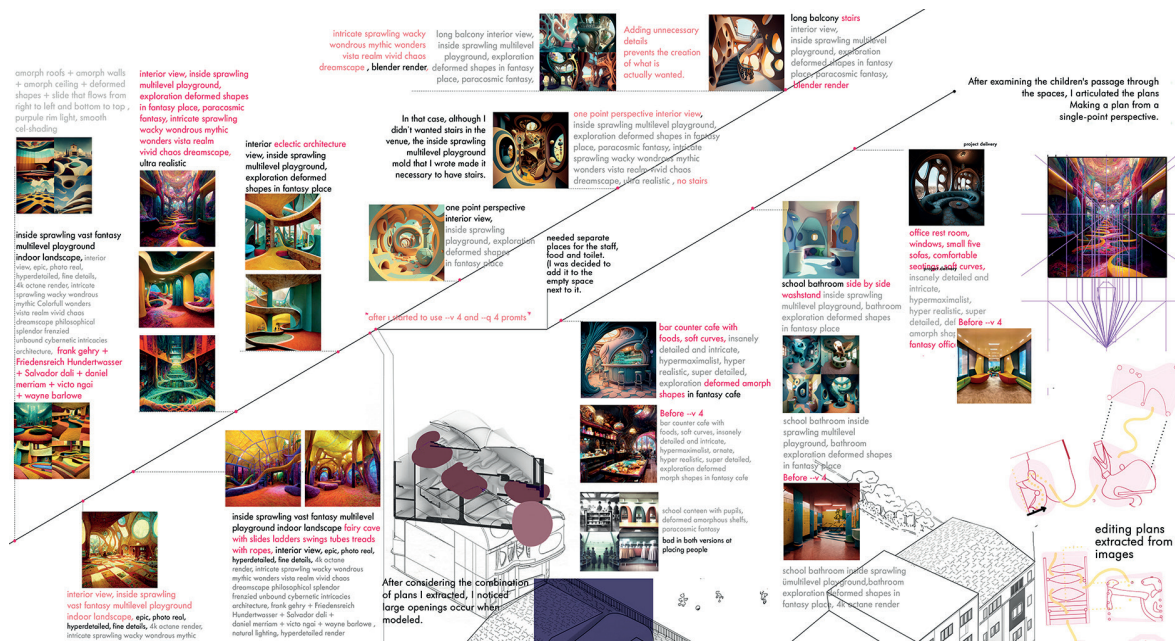 amorph roofs + amorph walls
+ amorph ceiling + deformed
shapes + slide that flows from
right to left and bottom to top ,
purpule rim light, smooth
cel-shading
inside sprawling vast fantasy
multilevel playground
indoor landscape, interior
view, epic, photo real,
hyperdetailed, fine details,
4k octane render, intricate
sprawling wacky wondrous
mythic Colorfull wonders
vista realm vivid chaos
dreamscape philosophical
splendor frenzied
unbound cybernetic intricacies
architecture, frank gehry +
Friedensreich Hundertwasser
+ Salvador dali + daniel
merriam + victo ngai
+ wayne barlowe
interior view, inside sprawling
vast fantasy multilevel playground
indoor landscape, epic, photo real,
hyperdetailed, fine details, 4k octane render,
intricate sprawling wacky wondrous mythic
interior view, inside sprawling
multilevel playground,
exploration deformed shapes
in fantasy place, paracosmic
fantasy, intricate sprawling
wacky wondrous mythic
wonders vista realm
vivid chaos dreamscape,
ultra realistic
inside sprawling vast fantasy multilevel
playground indoor landscape fairy cave
with slides ladders swings tubes treads
with ropes, interior view, epic, photo real,
hyperdetailed, fine details, 4k octane
render, intricate sprawling wacky wondrous
mythic wonders vista realm vivid chaos
dreamscape philosophical splendor
frenzied unbound cybernetic intricacies
architecture, frank gehry + Friedensreich
Hundertwasser + Salvador dali +
daniel merriam + victo ngai + wayne barlowe ,
natural lighting, hyperdetailed render
interior eclectic architecture
view, inside sprawling
multilevel playground,
exploration deformed
shapes in fantasy place
intricate sprawling wacky
wondrous mythic wonders
vista realm vivid chaos
dreamscape , blender render,
long balcony interior view,
inside sprawling multilevel
playground, exploration
deformed shapes in fantasy
place, paracosmic fantasy,
Adding unnecessary
details
prevents the creation
of what is
actually wanted.
long balcony stairs
interior view,
inside sprawling multilevel
playground, exploration
deformed shapes in fantasy
place, paracosmic fantasy,
blender render
In that case, although I
didn't wanted stairs in the
venue, the inside sprawling
multilevel playground
mold that I wrote made it
necessary to have stairs.
one point perspective interior view,
inside sprawling multilevel playground,
exploration deformed shapes in fantasy
place, paracosmic fantasy, intricate
sprawling wacky wondrous mythic
wonders vista realm vivid chaos
dreamscape, ultra realistic , no stairs
one point perspective
interior view,
inside sprawling
playground, exploration
deformed shapes
in fantasy place
needed separate
places for the staff,
food and toilet.
(I was decided to
add it to the
empty space
next to it.
"after ı started to use --v 4 and --q 4 promts"
bar counter cafe with
foods, soft curves, insanely
detailed and intricate,
hypermaximalist, hyper
realistic, super detailed,
exploration deformed amorph
shapes in fantasy cafe
Before --v 4
bar counter cafe with
foods, soft curves, insanely
detailed and intricate,
hypermaximalist, ornate,
hyper realistic, super detailed,
exploration deformed
morph shapes in fantasy cafe
school canteen with pupils,
deformed amorphous shelfs,
paracosmic fantasy
bad in both versions at
placing people
After considering the combination
of plans I extracted, I noticed
large openings occur when
modeled.
school bathroom side by side
washstand inside sprawling
multilevel playground, bathroom
exploration deformed shapes
in fantasy place
school bathroom inside
sprawling multilevel
playground, bathroom
exploration deformed shapes
in fantasy place
Before --v 4
school bathroom inside sprawling
ümultilevel playground,bathroom
exploration deformed shapes in
fantasy place, 4k octane render
After examining the children's passage through
the spaces, I articulated the plans
Making a plan from a
single-point perspective.
project delivery
office rest room,
windows, small live
sofas, comfortable
seatings, soft curves,
insanely detailed and
intricate,
hypermaximalist,
hyper realistic, super
detailed,
amorph
fantasy
Before --v 4
editing plans
extracted from
images